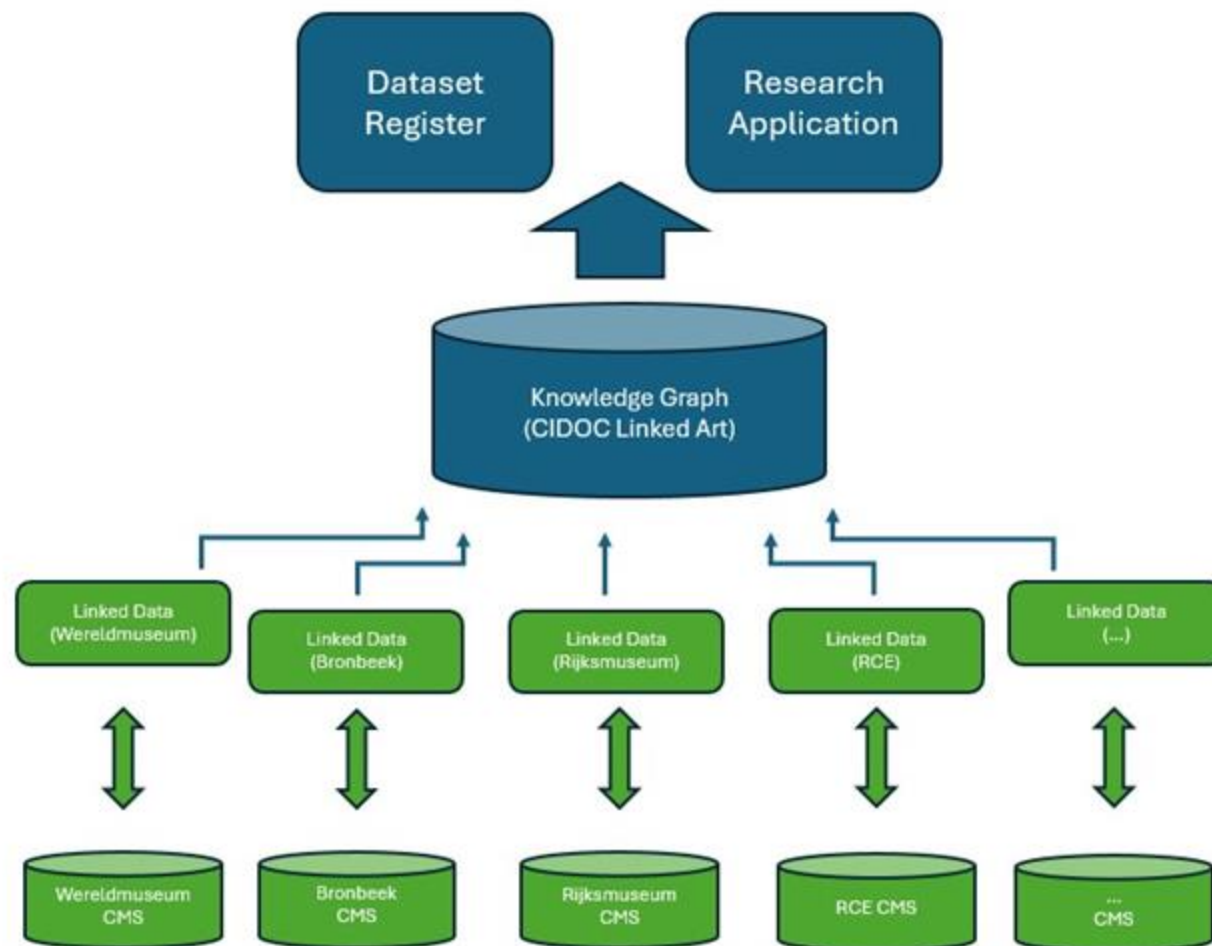 Dataset
Register
Research
Application
Knowledge Graph
(CIDOC Linked Art)
Linked Data
(Wereldmuseum)
Linked Data
(Bronbeek)
Linked Data
(Rijksmuseum)
Linked Data
(RCE)
Linked Data
(...)
Wereldmuseum
CMS
Bronbeek
CMS
Rijksmuseum
CMS
RCE CMS
...
CMS